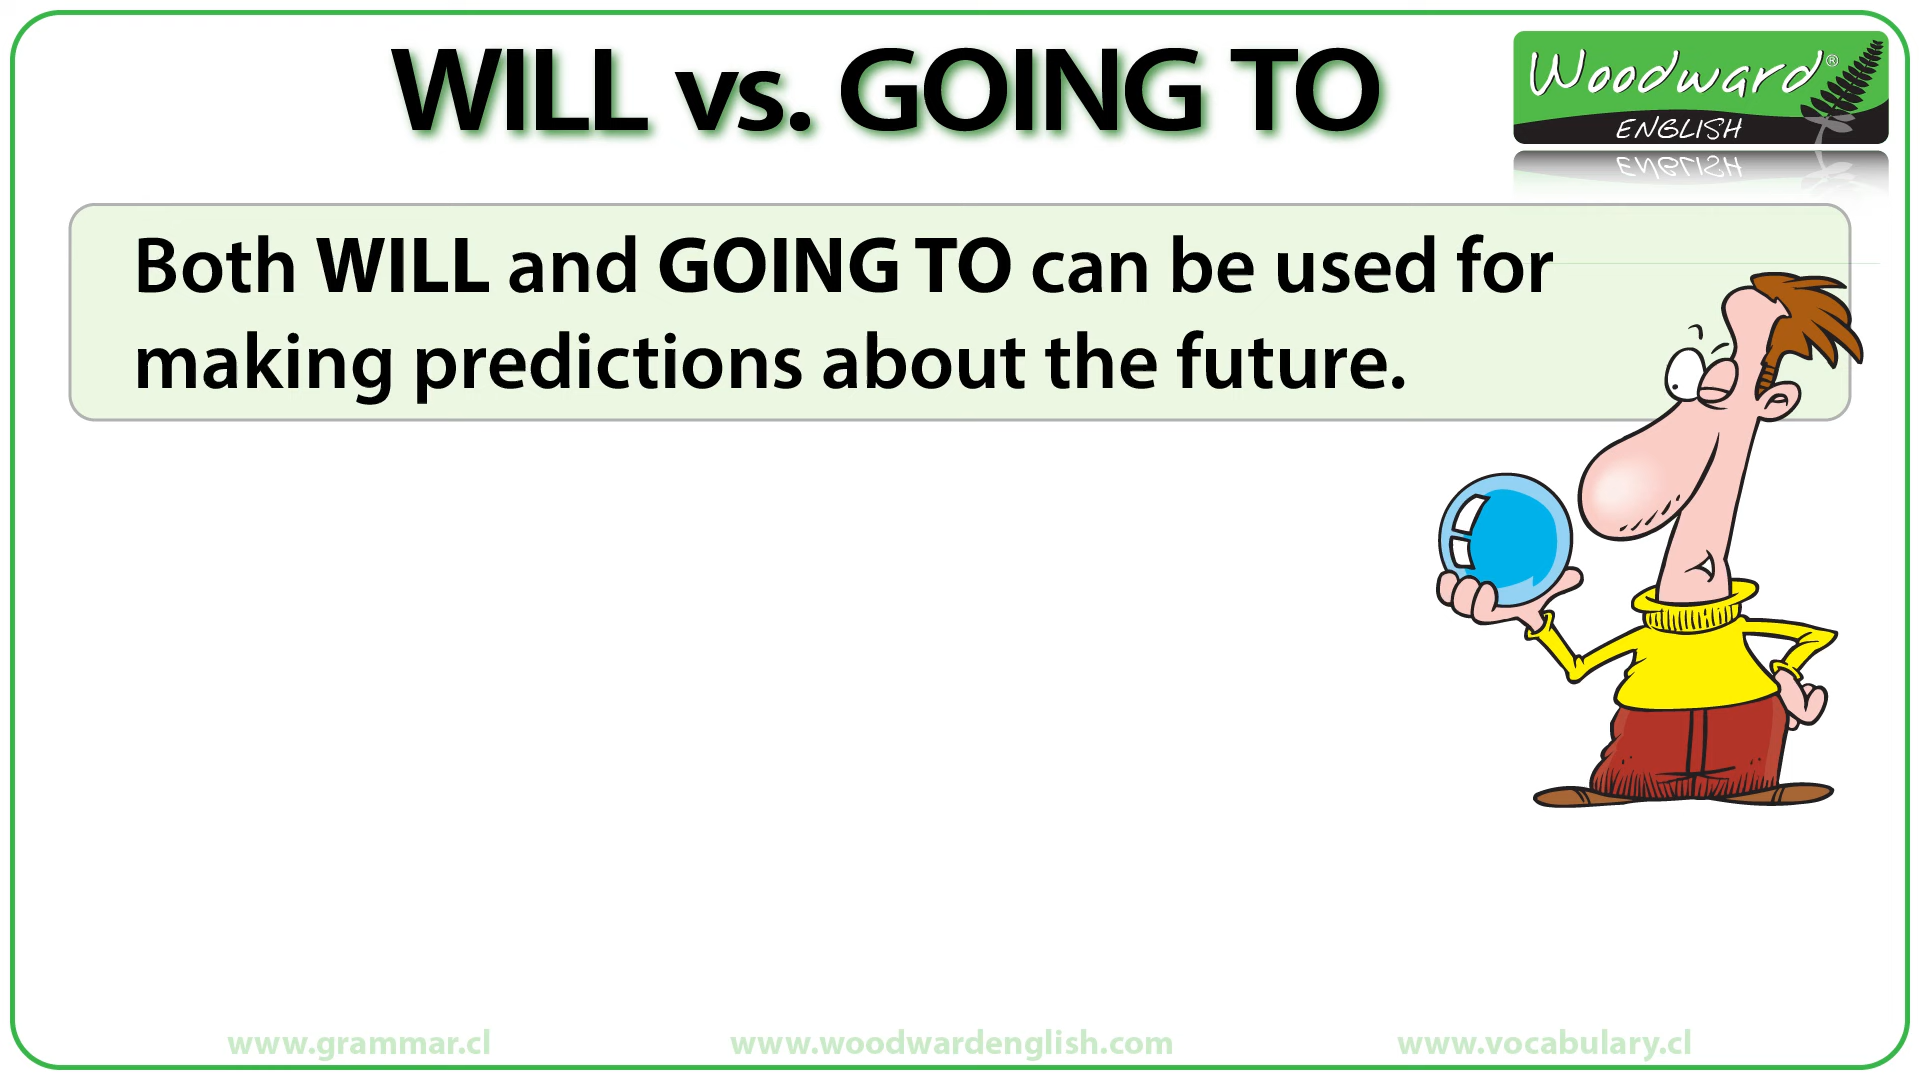 WILL vs. GOING TO
Woodward®
ENGLISH
Both WILL and GOING TO can be used for
making predictions about the future.
www.grammar.cl
www.woodwardenglish.com
www.vocabulary.cl